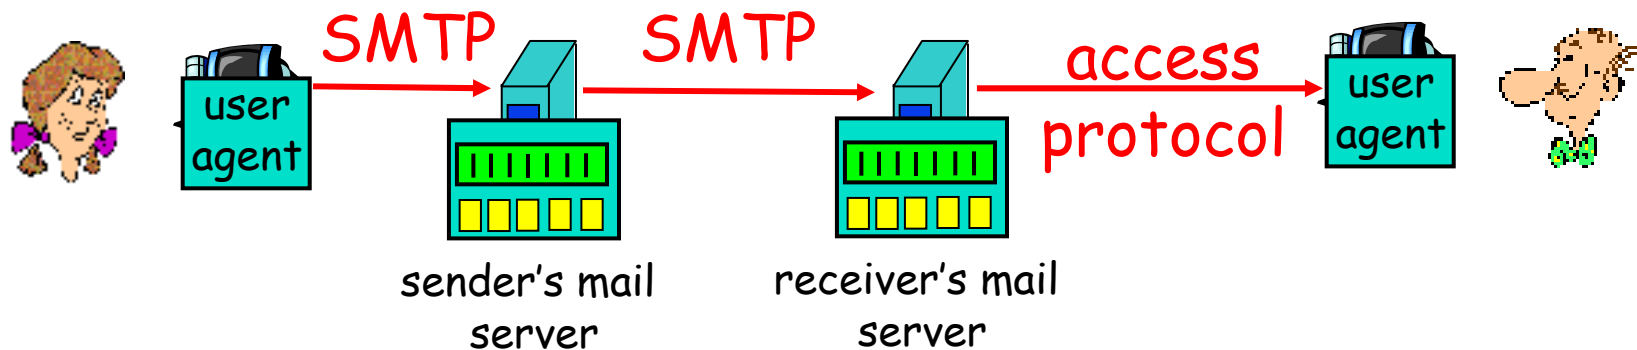 SMTP
SMTP
access
protocol
user
agent
user
agent
sender's mail
server
receiver's mail
server